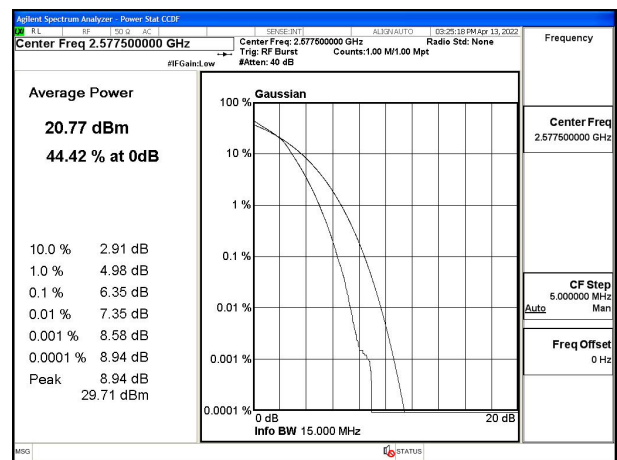 Agilent Spectrum Analyzer - Power Stat CCDF
RL RF 50 Ω AC SENSE:INT ALIGN AUTO 03:25:18 PM Apr 13, 2022
Center Freq 2.577500000 GHz
Center Freq: 2.577500000 GHz Radio Std: None
Trig: RF Burst Counts:1.00 M/1.00 Mpt
#IFGain:Low #Atten: 40 dB
Frequency
Average Power
20.77 dBm
44.42 % at 0dB
10.0 % 2.91 dB
1.0 % 4.98 dB
0.1 % 6.35 dB
0.01 % 7.35 dB
0.001 % 8.58 dB
0.0001 % 8.94 dB
Peak 8.94 dB
29.71 dBm
Gaussian
100 %
10 %
1 %
0.1 %
0.01 %
0.001 %
0.0001 %
0 dB 20 dB
Info BW 15.000 MHz
Center Freq
2.577500000 GHz
CF Step
5.000000 MHz
Auto Man
Freq Offset
0 Hz
MSG STATUS